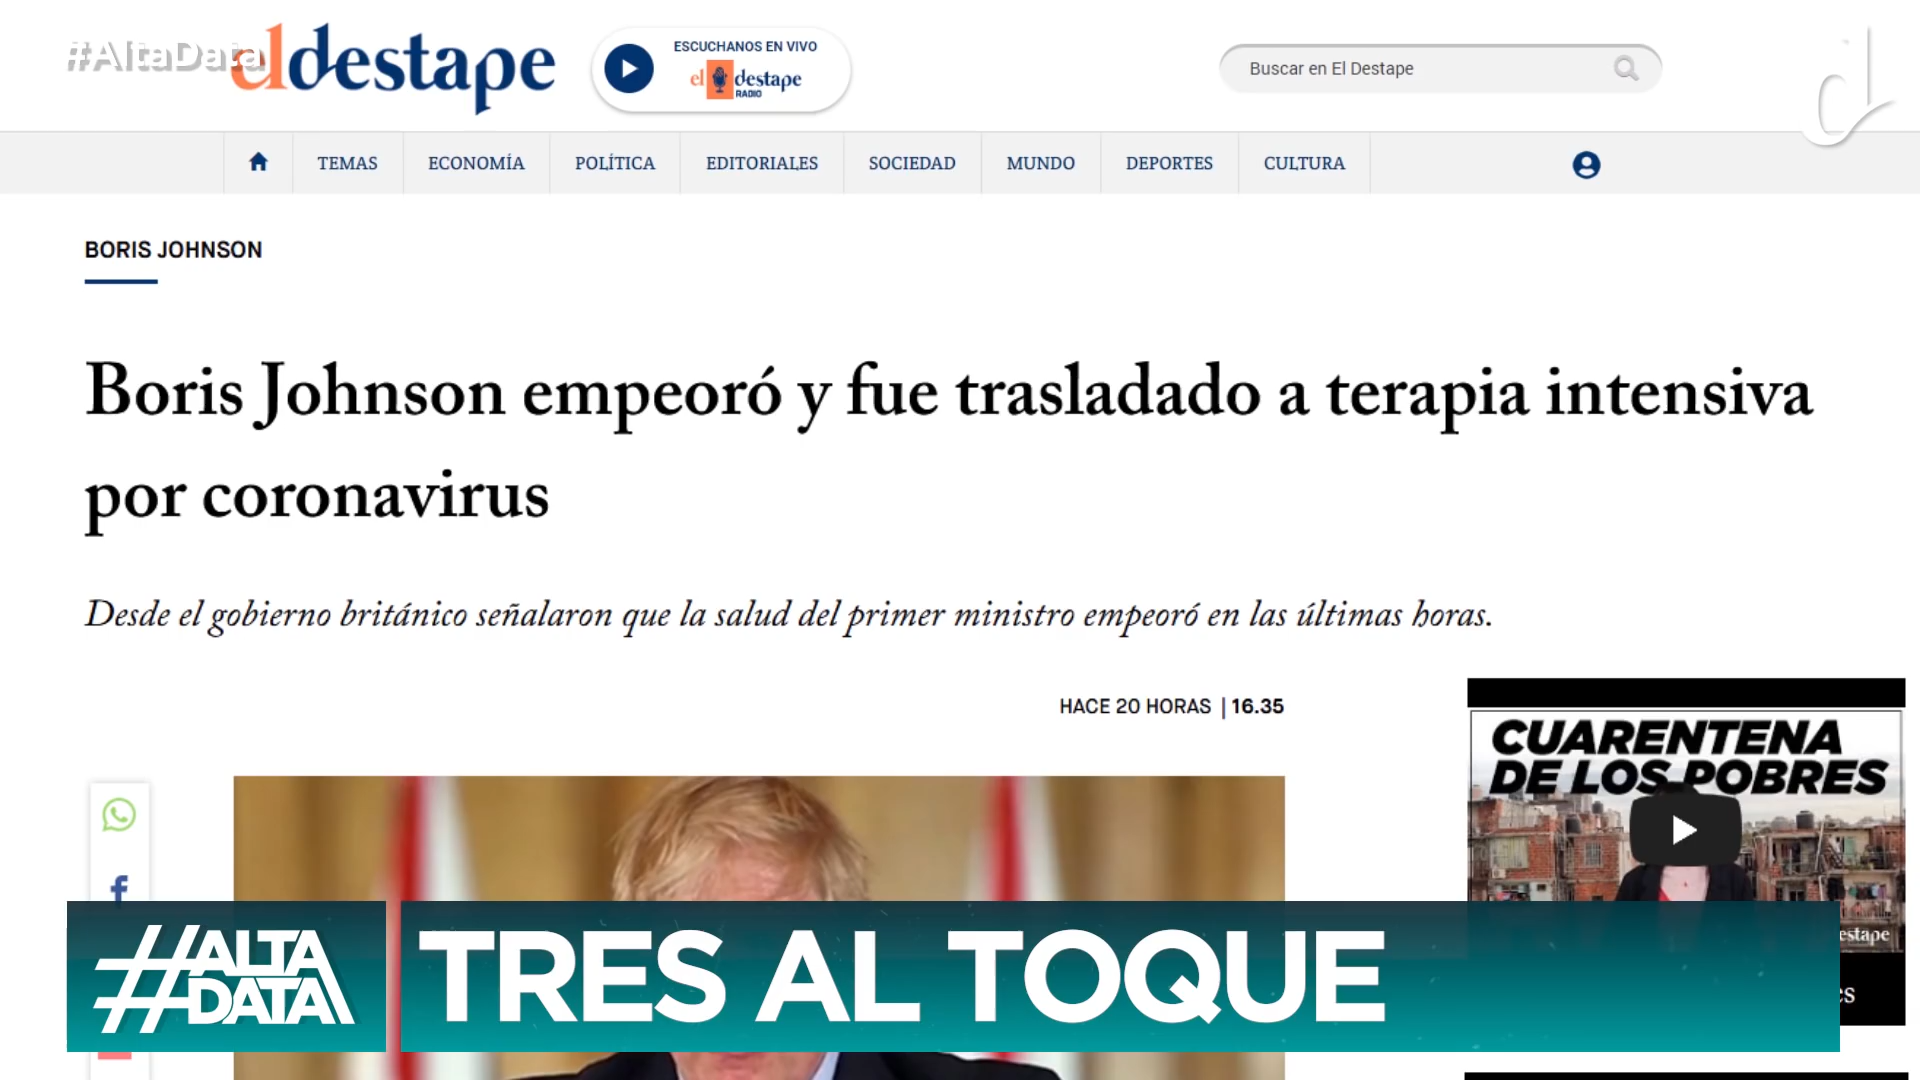 #AltaData
eldestape
ESCUCHANOS EN VIVO
el destape
RADIO
Buscar en El Destape
TEMAS
ECONOMÍA
POLÍTICA
EDITORIALES
SOCIEDAD
MUNDO
DEPORTES
CULTURA
BORIS JOHNSON
Boris Johnson empeoró y fue trasladado a terapia intensiva
por coronavirus
Desde el gobierno británico señalaron que la salud del primer ministro empeoró en las últimas horas.
HACE 20 HORAS | 16.35
CUARENTENA
DE LOS POBRES
estape
es
#ALTA
DATA
TRES AL TOQUE